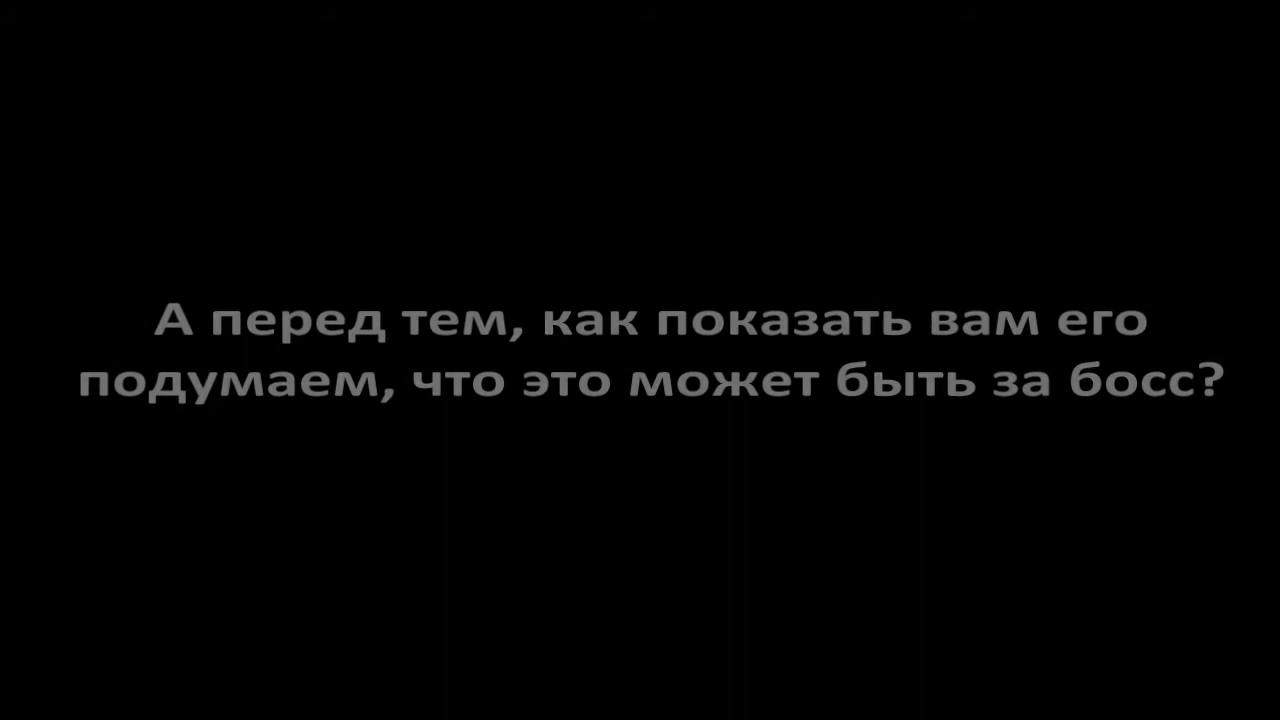 А перед тем, как показать вам его
подумаем, что это может быть за босс?